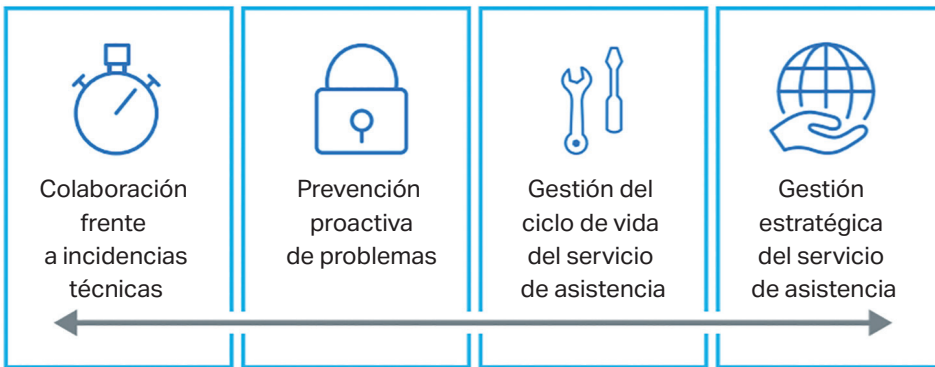 Colaboración
frente
a incidencias
técnicas
Prevención
proactiva
de problemas
Gestión del
ciclo de vida
del servicio
de asistencia
Gestión
estratégica
del servicio
de asistencia